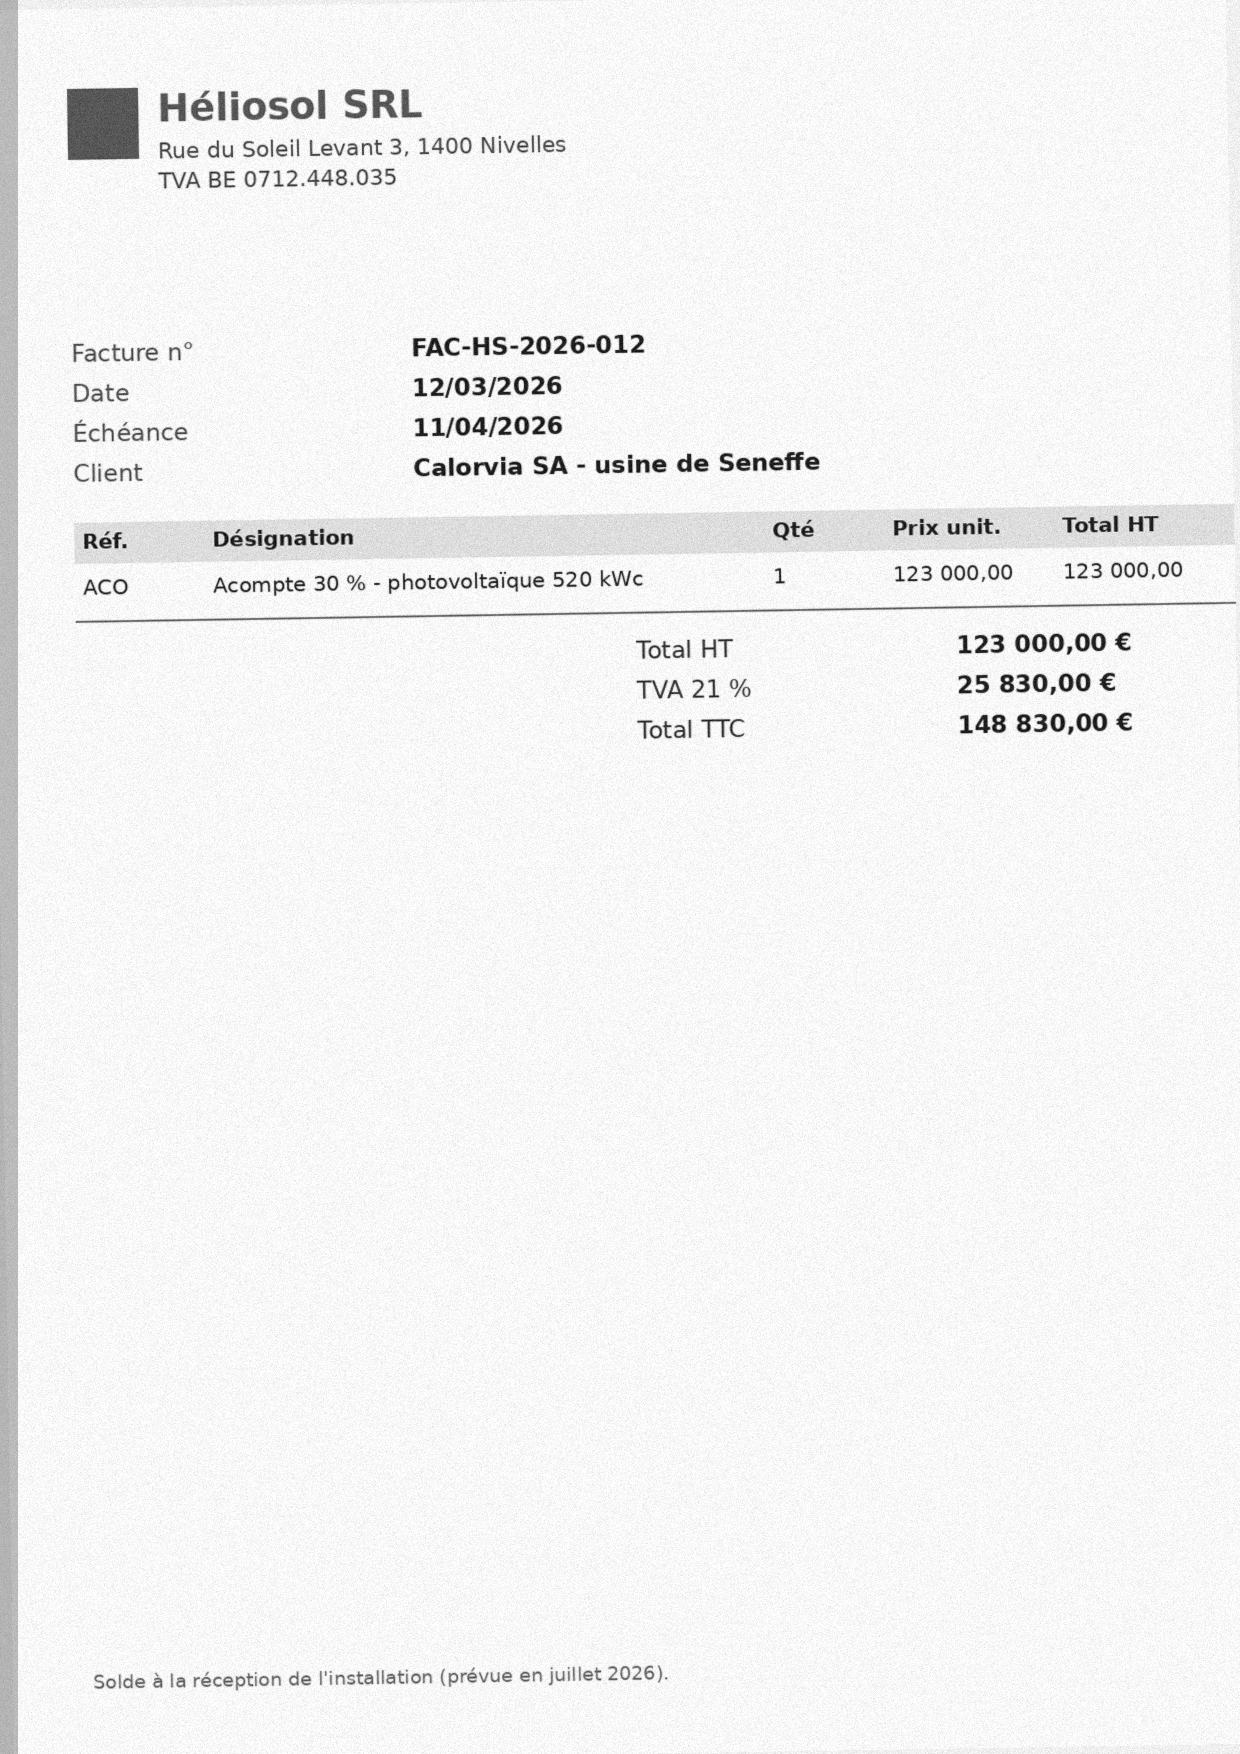 Héliosol SRL
Rue du Soleil Levant 3, 1400 Nivelles
TVA BE 0712.448.035
Facture n° FAC-HS-2026-012
Date 12/03/2026
Échéance 11/04/2026
Client Calorvia SA - usine de Seneffe
Réf. Désignation Qté Prix unit. Total HT
ACO Acompte 30 % - photovoltaïque 520 kWc 1 123 000,00 123 000,00
Total HT 123 000,00 €
TVA 21 % 25 830,00 €
Total TTC 148 830,00 €
Solde à la réception de l'installation (prévue en juillet 2026).